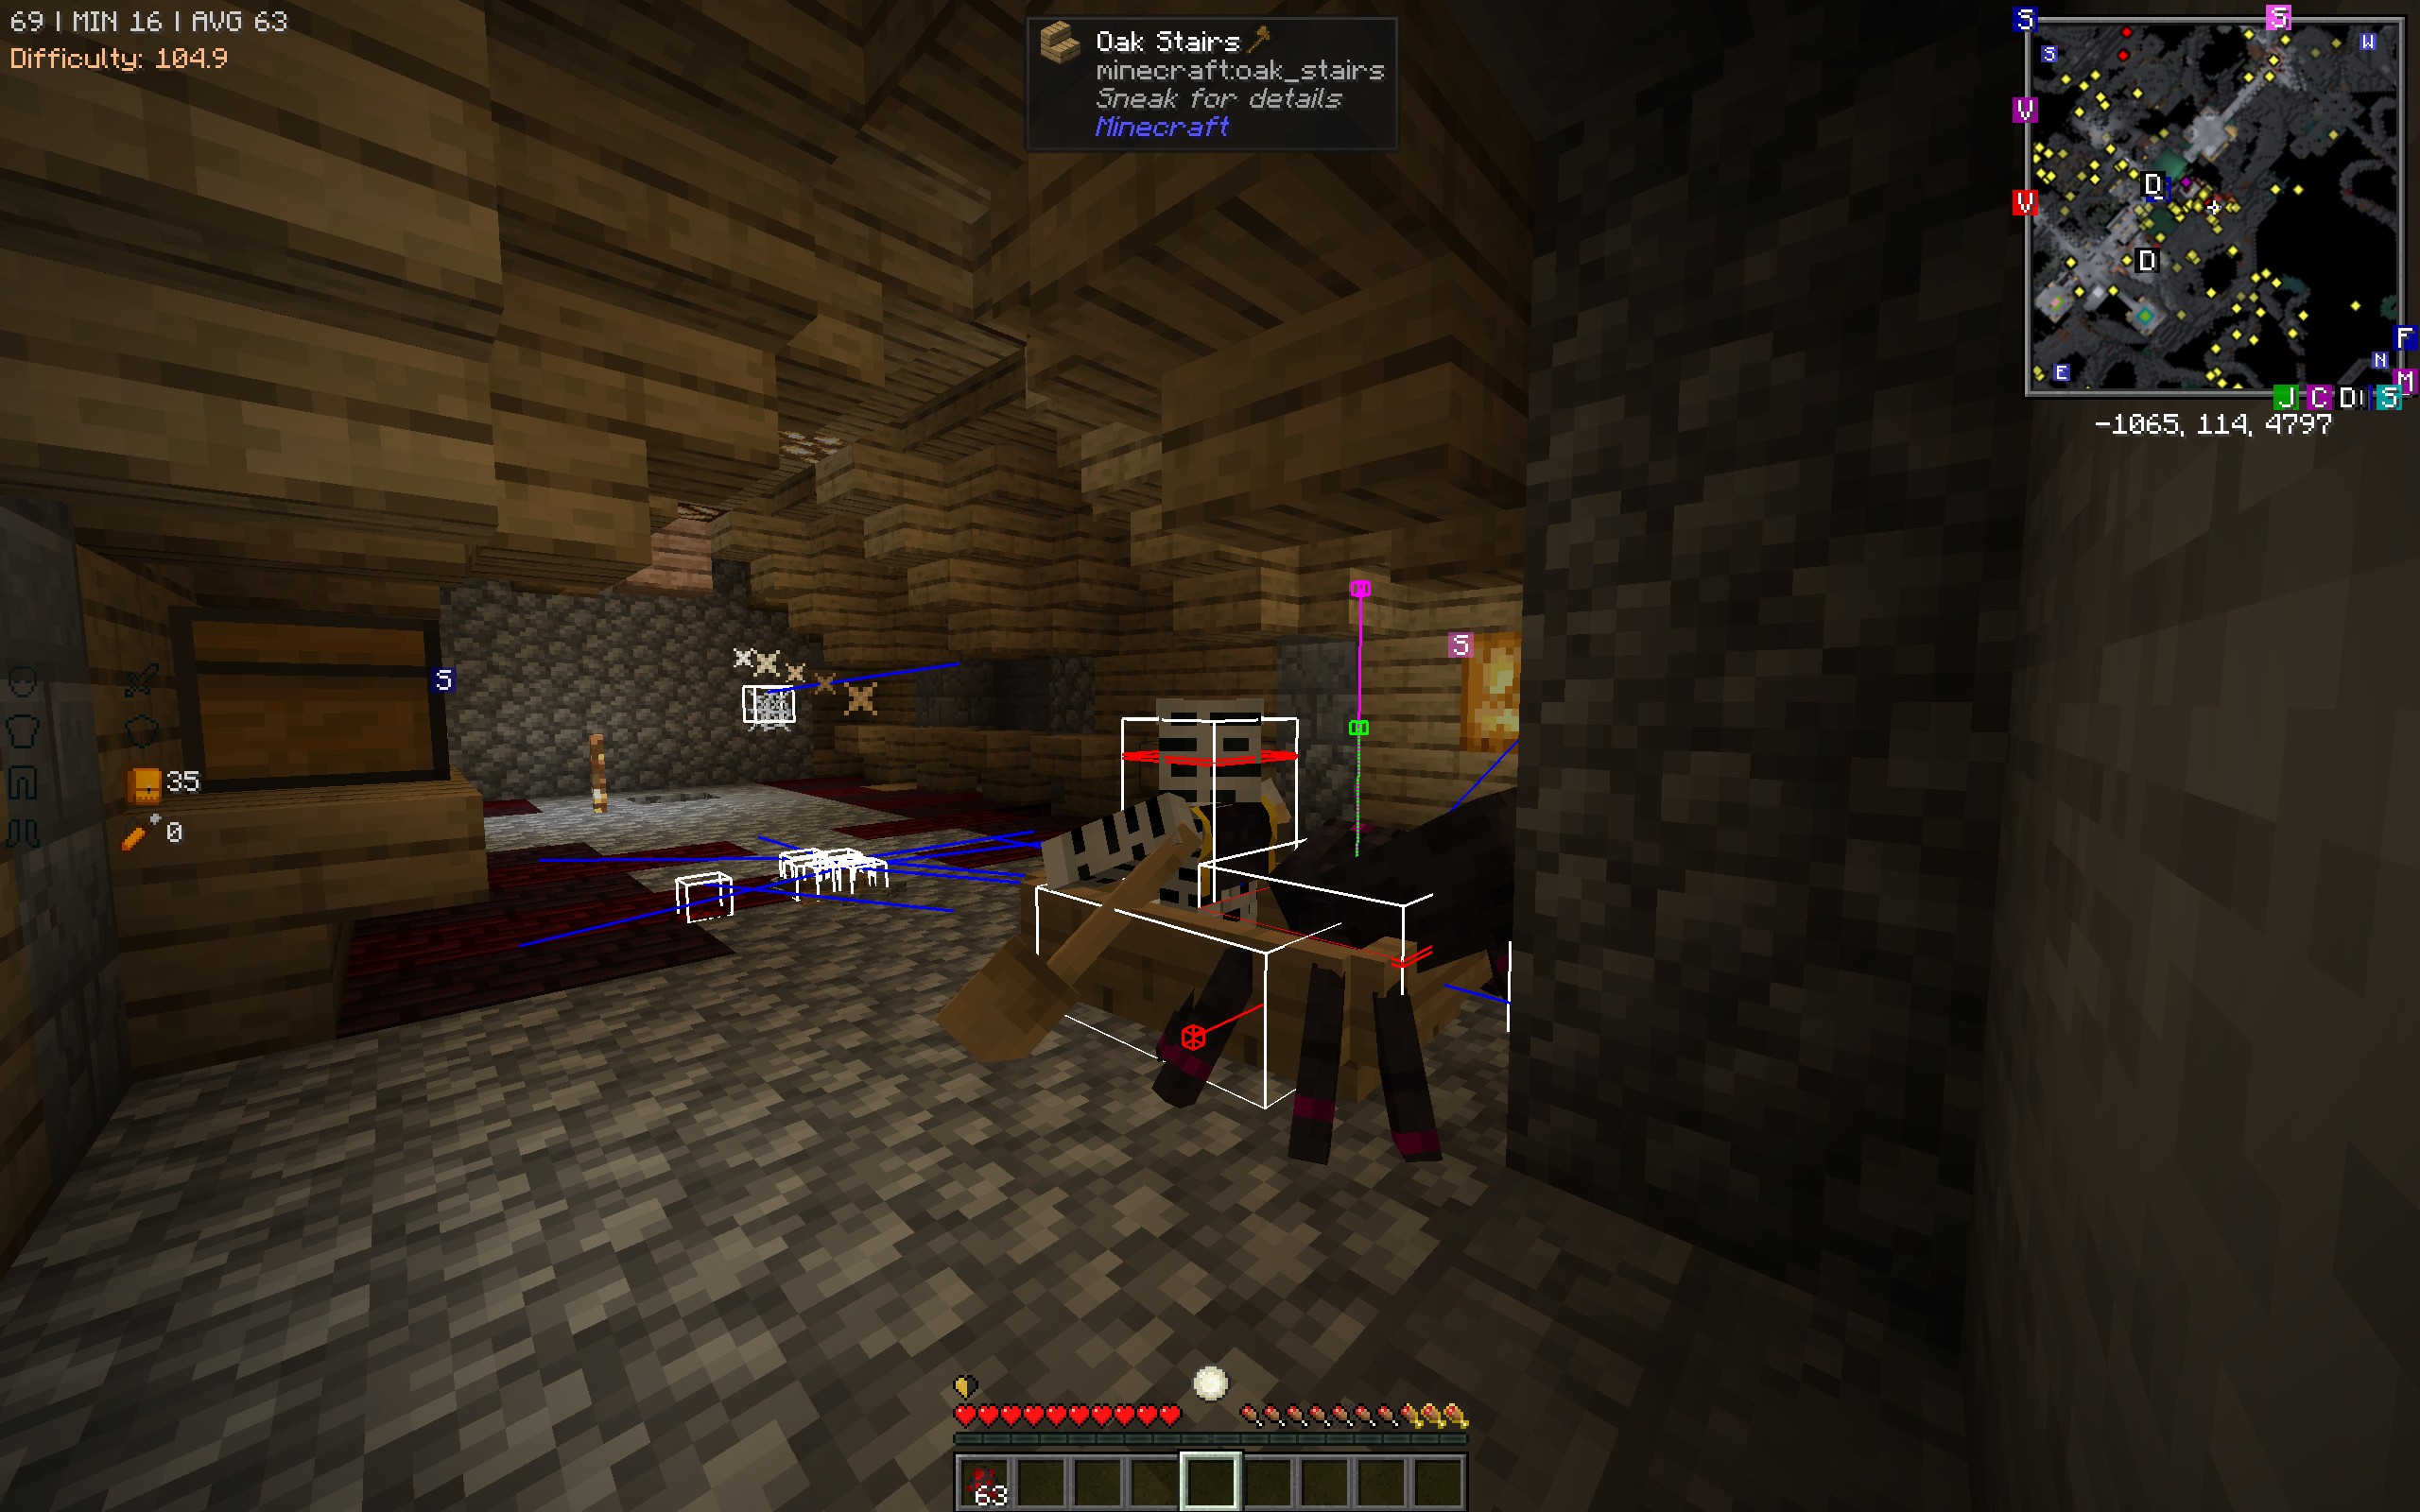 69 | MIN 16 | AVG 63
Difficulty: 104.9
Oak Stairs
minecraft:oak_stairs
Sneak for details
Minecraft
S
S
S
W
V
D
V
D
F
N
E
M
J
C
D
S
-1065, 114, 4797
S
S
35
0
63